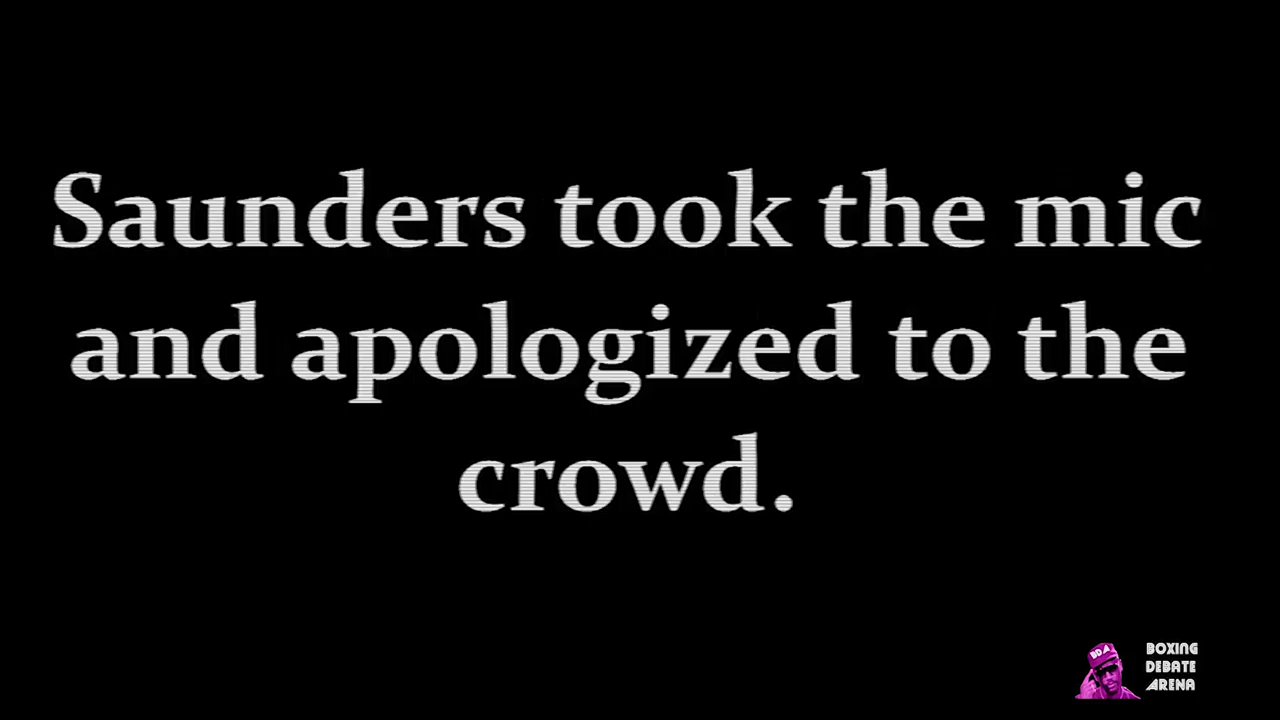 Saunders took the mic
and apologized to the
crowd.
BDA
BOXING
DEBATE
ARENA